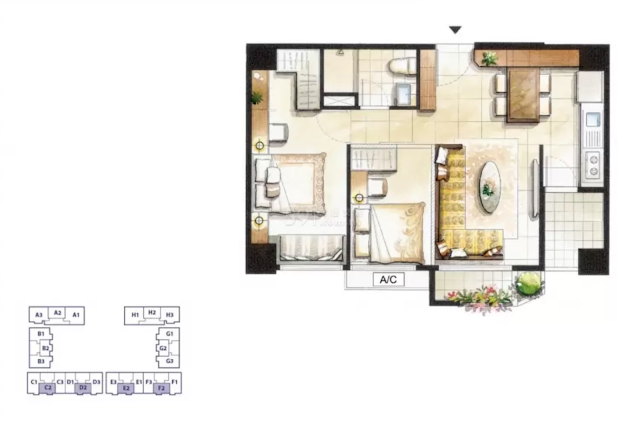 A/C
A3 A2 A1
H1 H2 H3
B1
B2
B3
G1
G2
G3
C1 C2 C3 D1 D2 D3
E3 E2 E1 F3 F2 F1